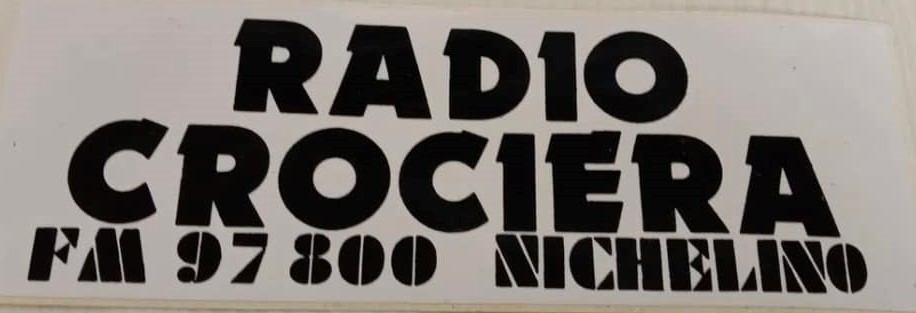 RADIO
CROCIERA
FM 97 800 NICHELINO